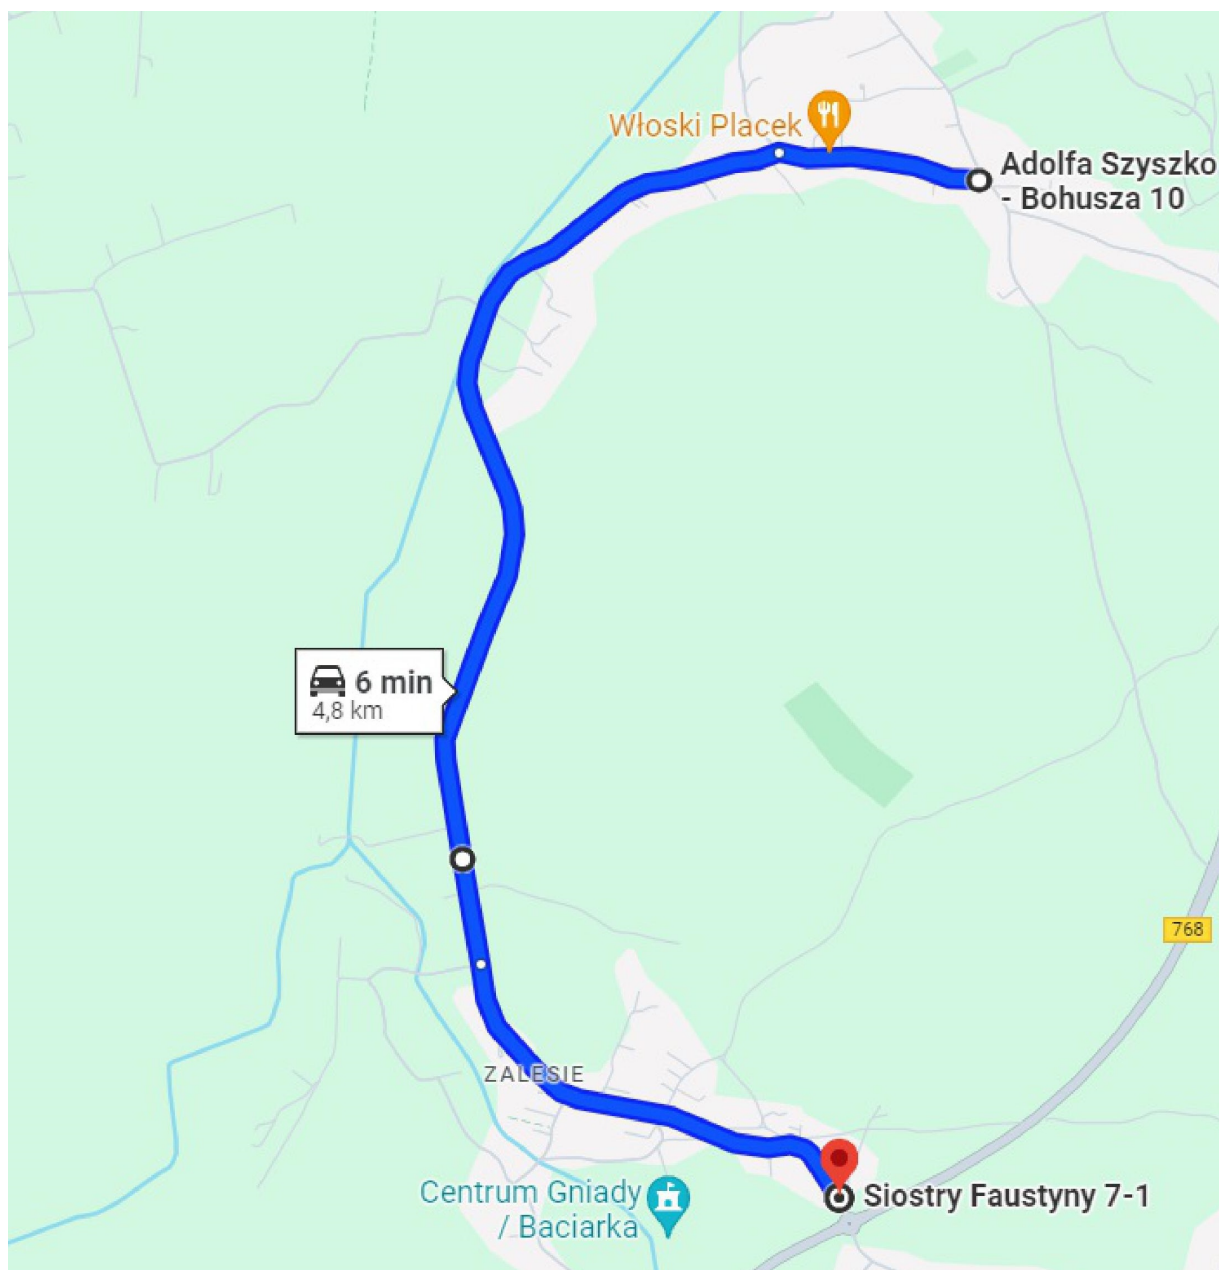 Włoski Placek
Adolfa Szyszko
- Bohusza 10
6 min
4,8 km
768
ZALESIE
Centrum Gniady
/ Baciarka
Siostry Faustyny 7-1